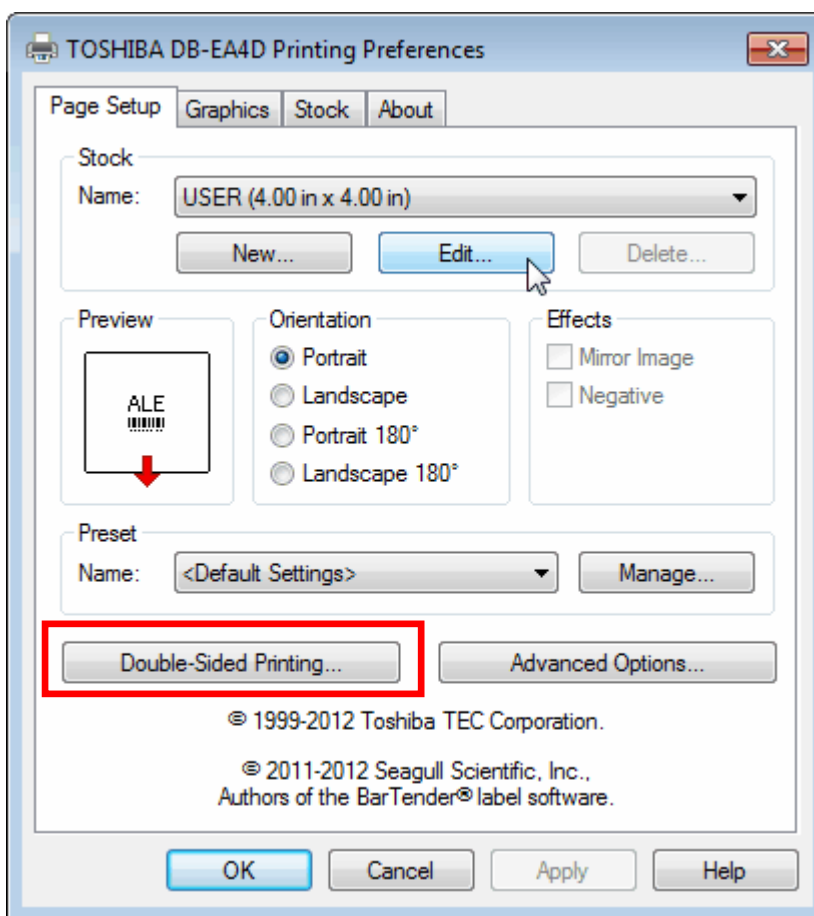 TOSHIBA DB-EA4D Printing Preferences
Page Setup Graphics Stock About
Stock
Name: USER (4.00 in x 4.00 in)
New... Edit... Delete...
Preview Orientation Effects
Portrait Mirror Image
ALE Landscape Negative
Portrait 180°
Landscape 180°
Preset
Name: <Default Settings> Manage...
Double-Sided Printing... Advanced Options...
© 1999-2012 Toshiba TEC Corporation.
© 2011-2012 Seagull Scientific, Inc.,
Authors of the BarTender® label software.
OK Cancel Apply Help